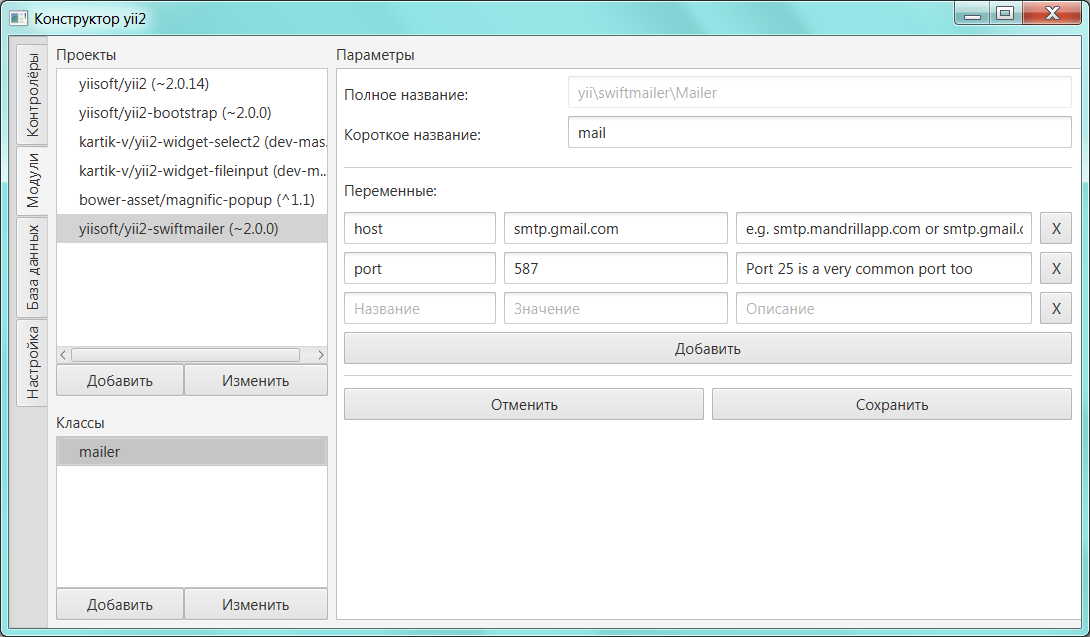 Конструктор yii2
Контролёры
Модули
База данных
Настройка
Проекты
yiisoft/yii2 (~2.0.14)
yiisoft/yii2-bootstrap (~2.0.0)
kartik-v/yii2-widget-select2 (dev-mas.
kartik-v/yii2-widget-fileinput (dev-m..
bower-asset/magnific-popup (^1.1)
yiisoft/yii2-swiftmailer (~2.0.0)
Добавить Изменить
Классы
mailer
Добавить Изменить
Параметры
Полное название: yii\swiftmailer\Mailer
Короткое название: mail
Переменные:
host smtp.gmail.com e.g. smtp.mandrillapp.com or smtp.gmail.c X
port 587 Port 25 is a very common port too X
Название Значение Описание X
Добавить
Отменить Сохранить